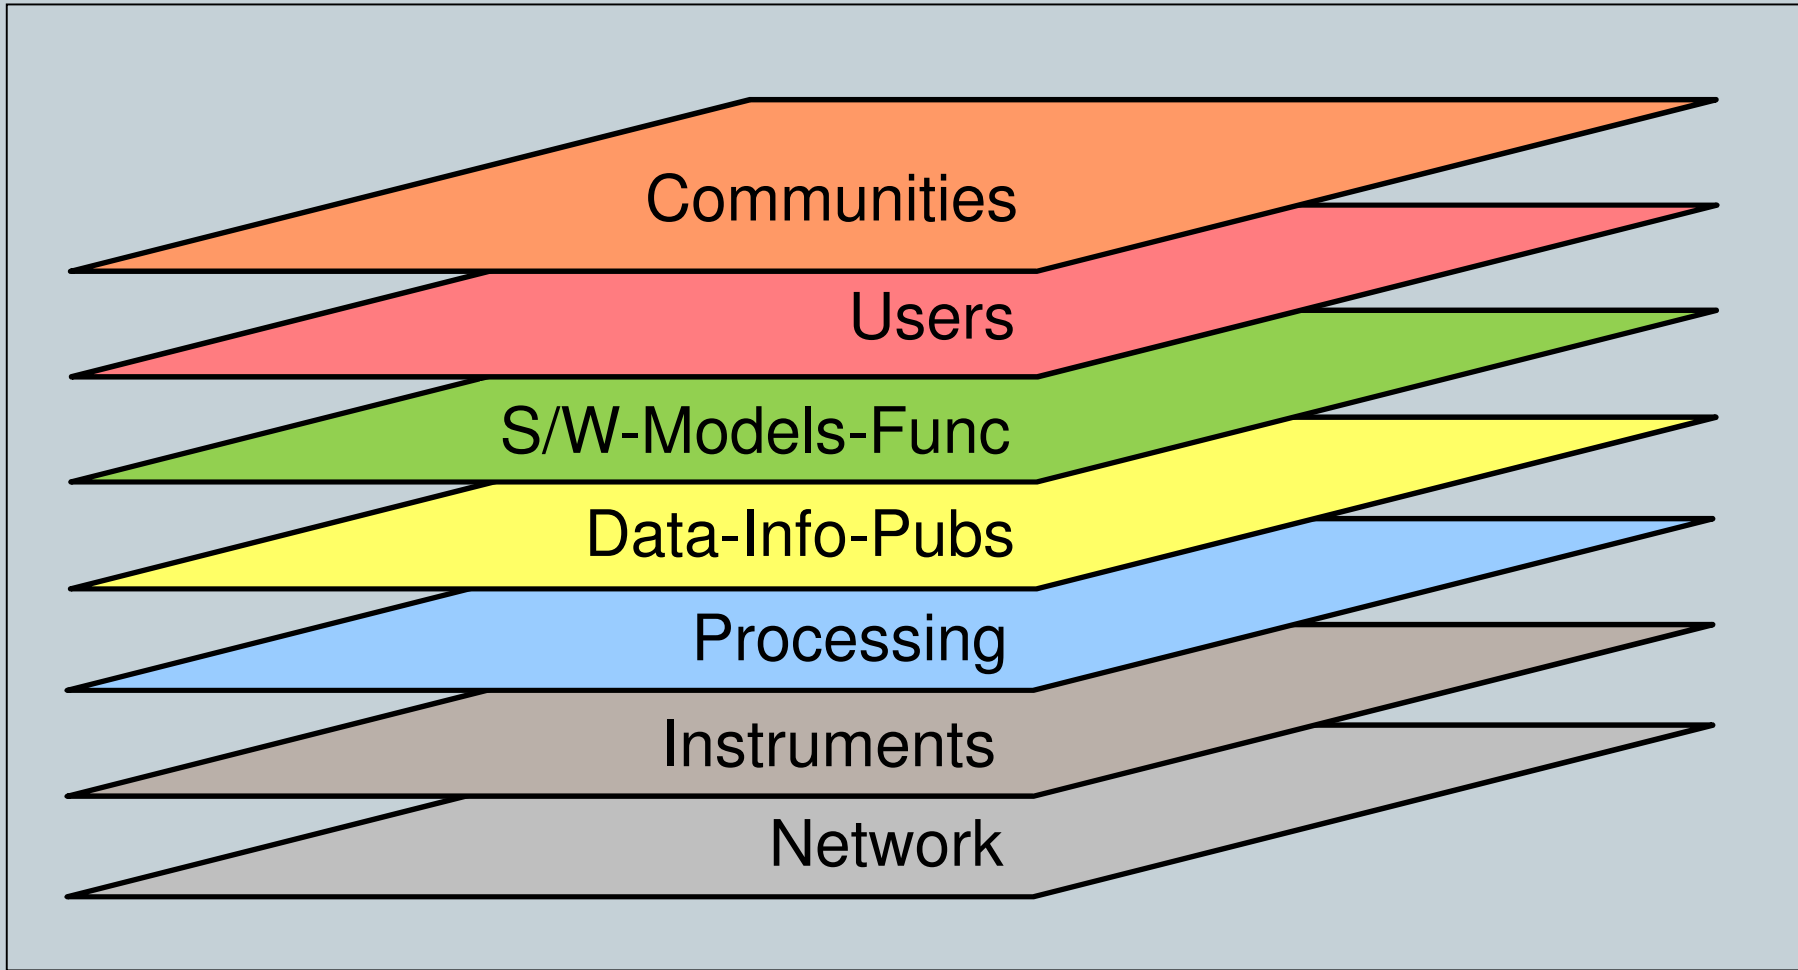 Communities
Users
S/W-Models-Func
Data-Info-Pubs
Processing
Instruments
Network